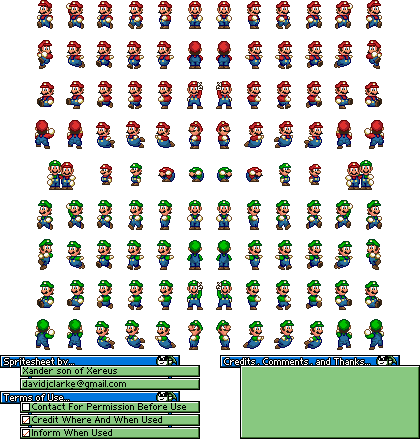 Spritesheet by...
Xander son of Xereus
davidjclarke@gmail.com
Credits, Comments, and Thanks...
Terms of Use...
Contact For Permission Before Use
Credit Where And When Used
Inform When Used